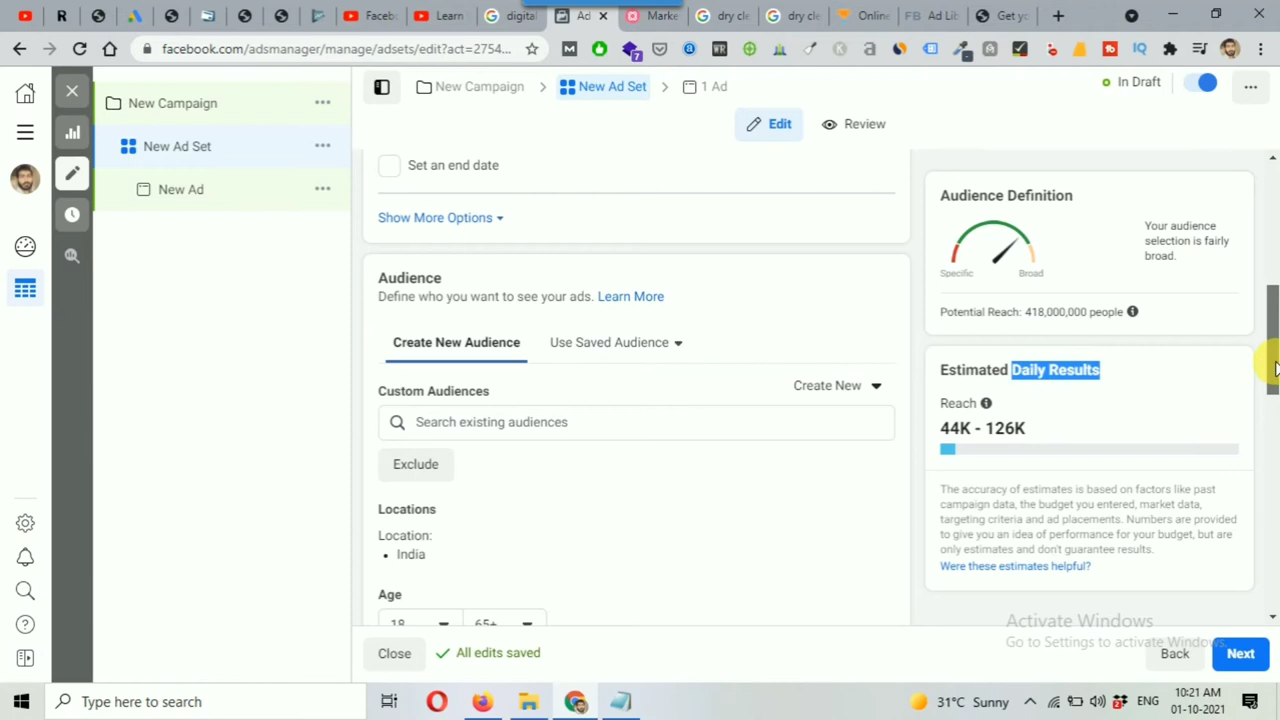 Faceb
Learn
digital
Ad
Marke
dry cle
dry cle
Online
FB Ad Lib
Get yo
facebook.com/adsmanager/manage/adsets/edit?act=2754...
New Campaign
New Ad Set
New Ad
New Campaign
New Ad Set
1 Ad
In Draft
Edit
Review
Set an end date
Show More Options
Audience
Define who you want to see your ads. Learn More
Create New Audience
Use Saved Audience
Custom Audiences
Create New
Search existing audiences
Exclude
Locations
Location:
• India
Age
18
65+
Audience Definition
Specific
Broad
Your audience
selection is fairly
broad.
Potential Reach: 418,000,000 people
Estimated Daily Results
Reach
44K - 126K
The accuracy of estimates is based on factors like past
campaign data, the budget you entered, market data,
targeting criteria and ad placements. Numbers are provided
to give you an idea of performance for your budget, but are
only estimates and don't guarantee results.
Were these estimates helpful?
Activate Windows
Go to Settings to activate Windows.
Close
All edits saved
Back
Next
Type here to search
31°C Sunny
ENG
10:21 AM
01-10-2021